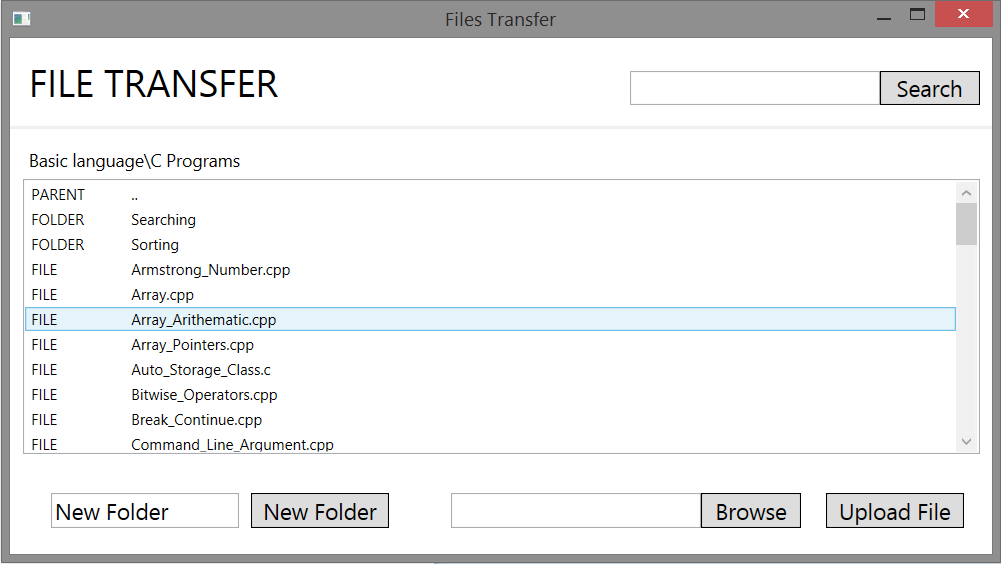 Files Transfer
FILE TRANSFER
Search
Basic language\C Programs
PARENT ..
FOLDER Searching
FOLDER Sorting
FILE Armstrong_Number.cpp
FILE Array.cpp
FILE Array_Arithematic.cpp
FILE Array_Pointers.cpp
FILE Auto_Storage_Class.c
FILE Bitwise_Operators.cpp
FILE Break_Continue.cpp
FILE Command_Line_Argument.cpp
New Folder New Folder Browse Upload File